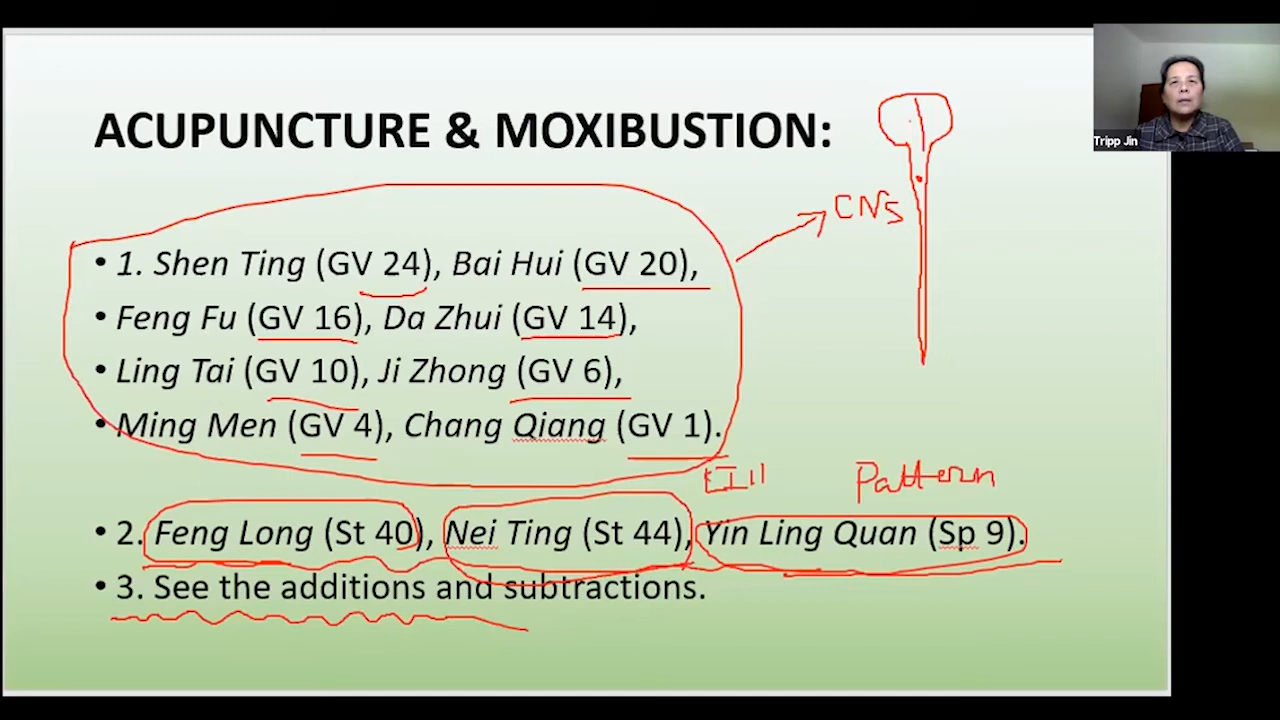 ACUPUNCTURE & MOXIBUSTION:
Tripp Jin
CNS
• 1. Shen Ting (GV 24), Bai Hui (GV 20),
• Feng Fu (GV 16), Da Zhui (GV 14),
• Ling Tai (GV 10), Ji Zhong (GV 6),
• Ming Men (GV 4), Chang Qiang (GV 1).
Pattern
• 2. Feng Long (St 40), Nei Ting (St 44), Yin Ling Quan (Sp 9).
• 3. See the additions and subtractions.